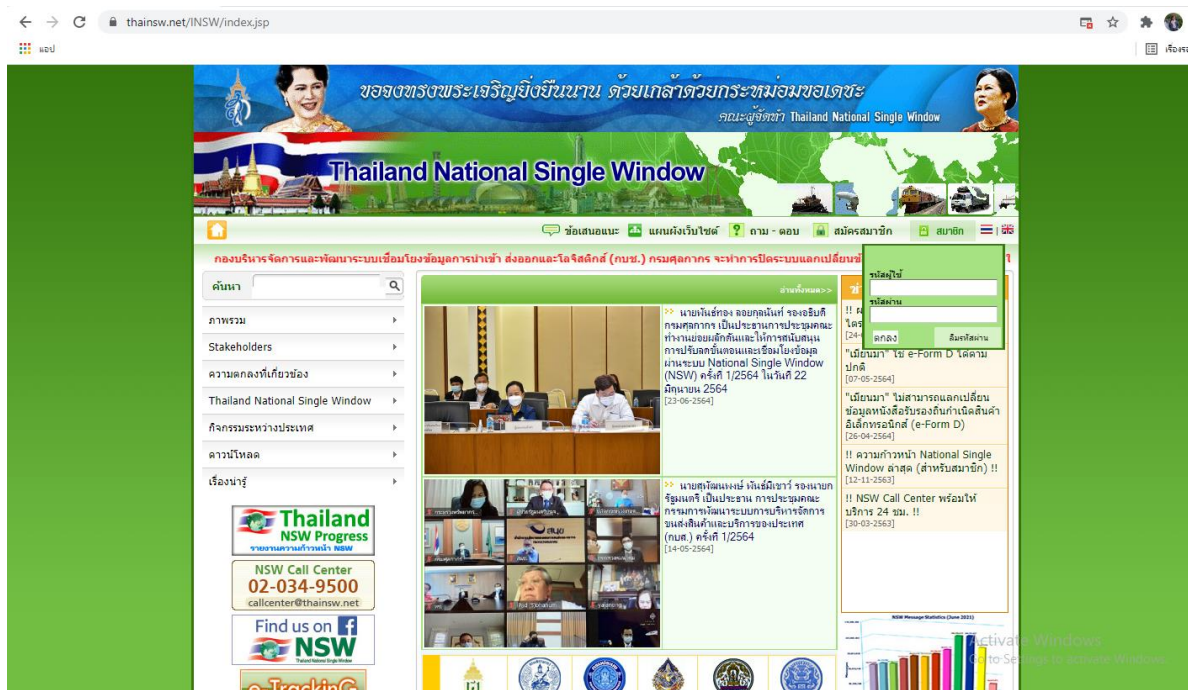 thainsw.net/INSW/index.jsp
แอป
ขอจงทรงพระเจริญยิ่งยืนนาน ด้วยเกล้าด้วยกระหม่อมขอเดชะ
คณะผู้จัดทำ Thailand National Single Window
Thailand National Single Window
ข้อเสนอแนะ แผนผังเว็บไซต์ ถาม - ตอบ สมัครสมาชิก สมาชิก
กองบริหารจัดการและพัฒนาระบบเชื่อมโยงข้อมูลการนำเข้า ส่งออกและโลจิสติกส์ (กบช.) กรมศุลกากร จะทำการปิดระบบแลกเปลี่ยนข้
รหัสผู้ใช้
รหัสผ่าน
ตกลง ลืมรหัสผ่าน
ค้นหา
ภาพรวม
Stakeholders
ความตกลงที่เกี่ยวข้อง
Thailand National Single Window
กิจกรรมระหว่างประเทศ
ดาวน์โหลด
เรื่องน่ารู้
Thailand
NSW Progress
รายงานความก้าวหน้า NSW
NSW Call Center
02-034-9500
callcenter@thainsw.net
Find us on f
NSW
Thailand National Single Window
e-TrackinG
อ่านทั้งหมด>>
>> นายพันธ์ทอง ลอยกุลนันท์ รองอธิบดี
กรมศุลกากร เป็นประธานการประชุมคณะ
ทำงานย่อยผลักดันและให้การสนับสนุน
การปรับลดขั้นตอนและเชื่อมโยงข้อมูล
ผ่านระบบ National Single Window
(NSW) ครั้งที่ 1/2564 ในวันที่ 22
มิถุนายน 2564
[23-06-2564]
>> นายสุพัฒนพงษ์ พันธ์มีเชาว์ รองนายก
รัฐมนตรี เป็นประธาน การประชุมคณะ
กรรมการพัฒนาระบบการบริหารจัดการ
ขนส่งสินค้าและบริการของประเทศ
(กบส.) ครั้งที่ 1/2564
[14-05-2564]
"เมียนมา" ใช้ e-Form D ได้ตาม
ปกติ
[07-05-2564]
"เมียนมา" ไม่สามารถแลกเปลี่ยน
ข้อมูลหนังสือรับรองถิ่นกำเนิดสินค้า
อิเล็กทรอนิกส์ (e-Form D)
[26-04-2564]
!! ความก้าวหน้า National Single
Window ล่าสุด (สำหรับสมาชิก) !!
[12-11-2563]
!! NSW Call Center พร้อมให้
บริการ 24 ชม. !!
[30-03-2563]
NSW Message Statistics (June 2021)
Activate Windows
Go to Settings to activate Windows.